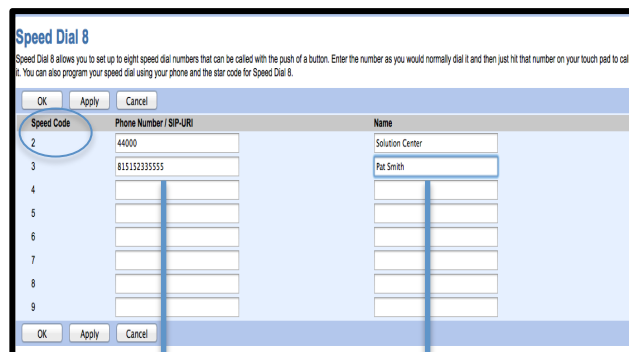 Speed Dial 8
Speed Dial 8 allows you to set up to eight speed dial numbers that can be called with the push of a button. Enter the number as you would normally dial it and then just hit that number on your touch pad to call
it. You can also program your speed dial using your phone and the star code for Speed Dial 8.
OK Apply Cancel
Speed Code Phone Number / SIP-URI Name
2 44000 Solution Center
3 815152335555 Pat Smith
4
5
6
7
8
9
OK Apply Cancel